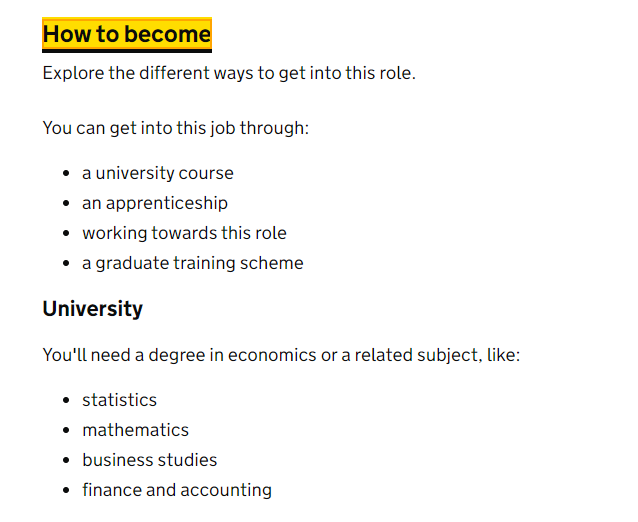 How to become
Explore the different ways to get into this role.
You can get into this job through:
a university course
an apprenticeship
working towards this role
a graduate training scheme
University
You'll need a degree in economics or a related subject, like:
statistics
mathematics
business studies
finance and accounting